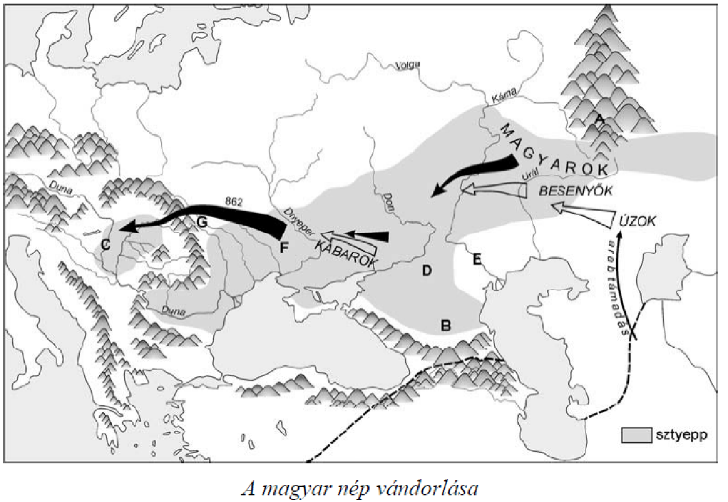 Volga
Káma
A
MAGYAROK
Urál
BESENYŐK
ÚZOK
Duna
862
G
Dnyeper
Don
KABAROK
C
F
E
D
B
arab támadás
Duna
sztyepp
A magyar nép vándorlása